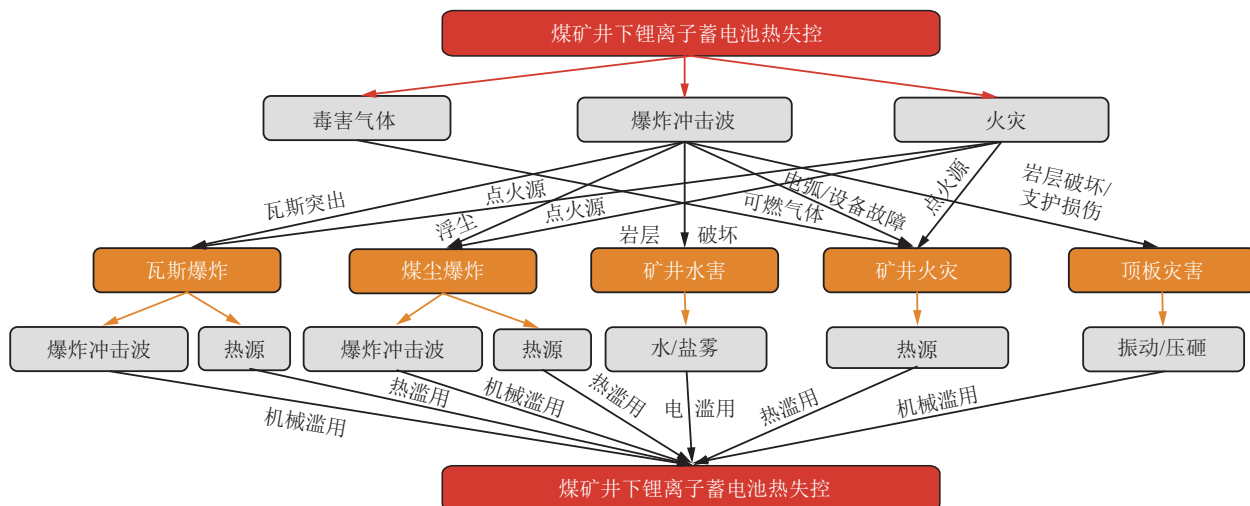 煤矿井下锂离子蓄电池热失控
毒害气体
爆炸冲击波
火灾
瓦斯突出
点火源
浮尘
点火源
岩层 破坏
可燃气体
电弧/设备故障
点火源
岩层破坏/
支护损伤
瓦斯爆炸
煤尘爆炸
矿井水害
矿井火灾
顶板灾害
爆炸冲击波
热源
爆炸冲击波
热源
水/盐雾
热源
振动/压砸
机械滥用
热滥用
机械滥用
热滥用
电 滥用
热滥用
机械滥用
煤矿井下锂离子蓄电池热失控